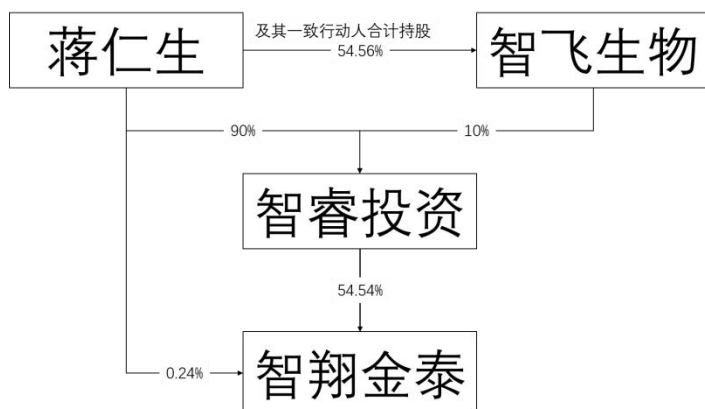 蒋仁生
及其一致行动人合计持股
54.56%
智飞生物
90%
10%
智睿投资
54.54%
0.24%
智翔金泰